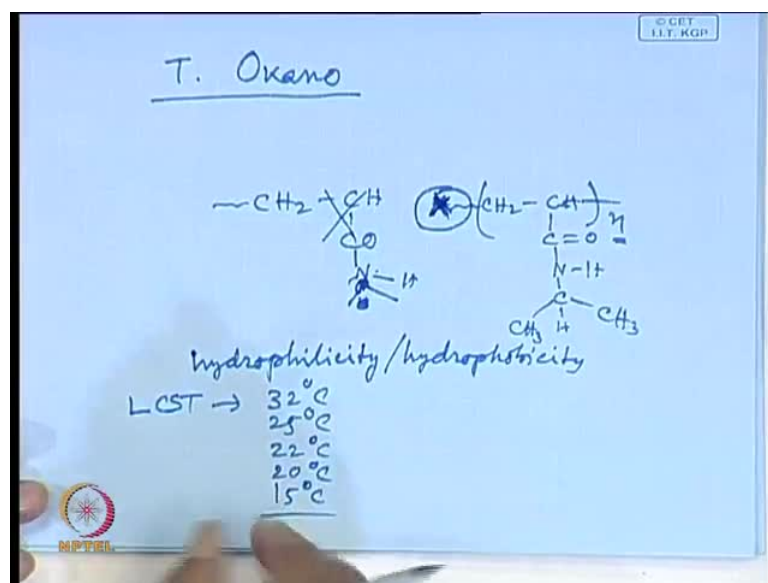 © CET
I.I.T. KGP
T. Okano
~CH2-CH
CO
N-H
(CH2-CH)n
C=O
N-H
C
CH3 H CH3
hydrophilicity/hydrophobicity
LCST → 32°C
25°C
22°C
20°C
15°C
NPTEL